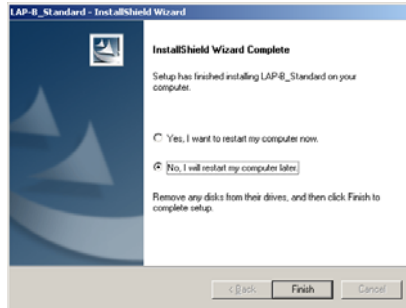 LAP-B_Standard - InstallShield Wizard
InstallShield Wizard Complete
Setup has finished installing LAP-B_Standard on your
computer.
Yes, I want to restart my computer now.
No, I will restart my computer later.
Remove any disks from their drives, and then click Finish to
complete setup.
< Back Finish Cancel